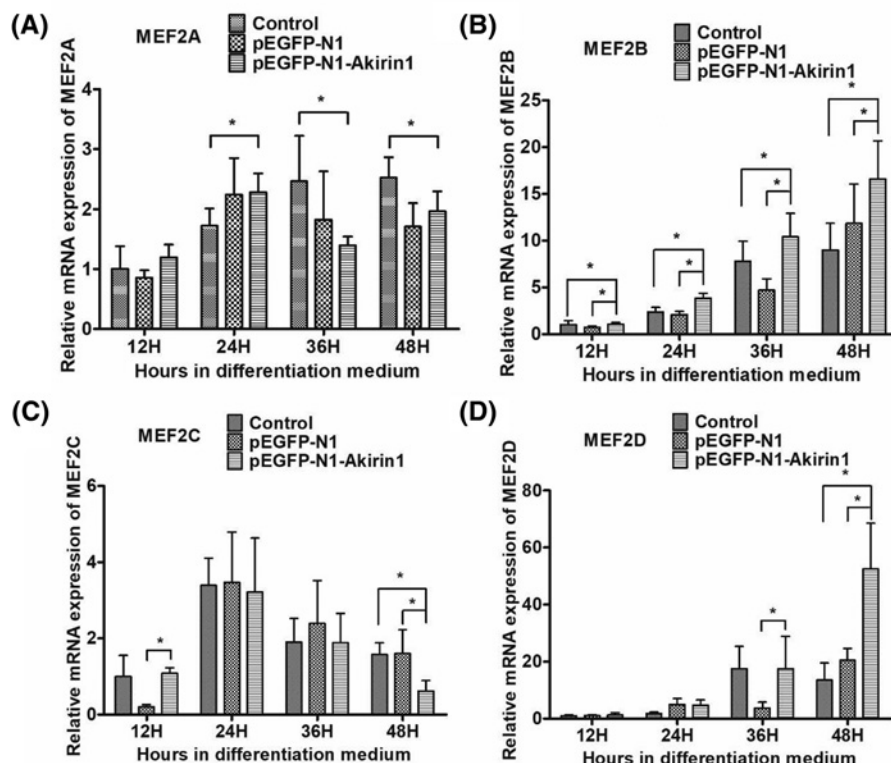 (A)
MEF2A
Control
pEGFP-N1
pEGFP-N1-Akirin1
Relative mRNA expression of MEF2A
4
3
2
1
0
*
*
*
12H 24H 36H 48H
Hours in differentiation medium
(B)
MEF2B
Control
pEGFP-N1
pEGFP-N1-Akirin1
Relative mRNA expression of MEF2B
25
20
15
10
5
0
*
*
*
*
*
*
*
*
12H 24H 36H 48H
Hours in differentiation medium
(C)
MEF2C
Control
pEGFP-N1
pEGFP-N1-Akirin1
Relative mRNA expression of MEF2C
6
4
2
0
*
*
*
12H 24H 36H 48H
Hours in differentiation medium
(D)
MEF2D
Control
pEGFP-N1
pEGFP-N1-Akirin1
Relative mRNA expression of MEF2D
80
60
40
20
0
*
*
*
12H 24H 36H 48H
Hours in differentiation medium